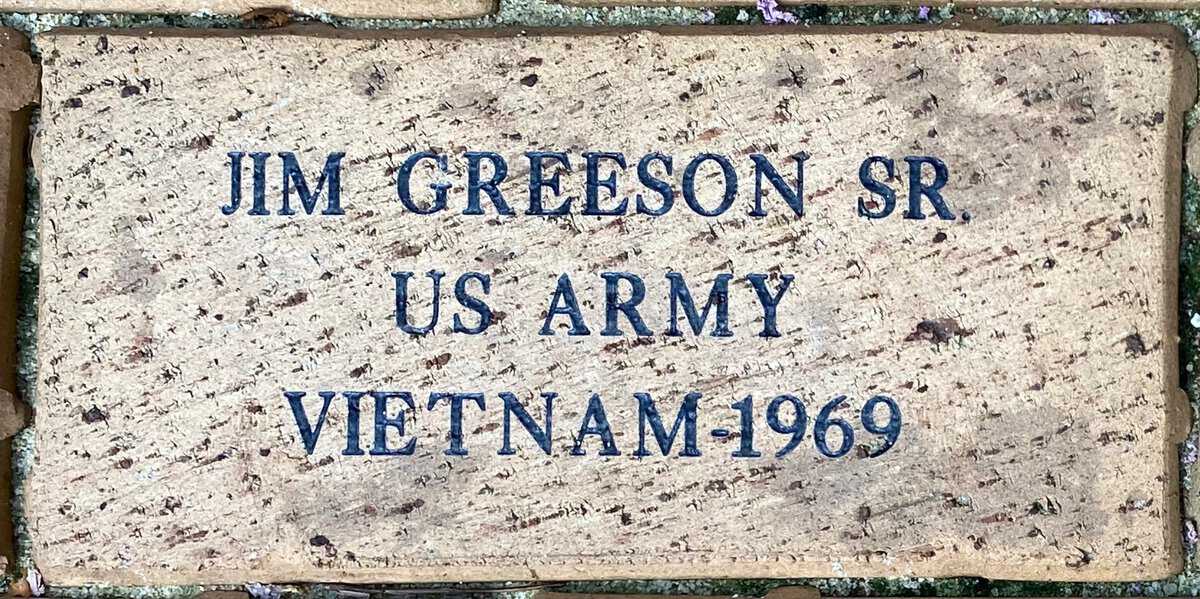 JIM GREESON SR.
US ARMY
VIETNAM-1969